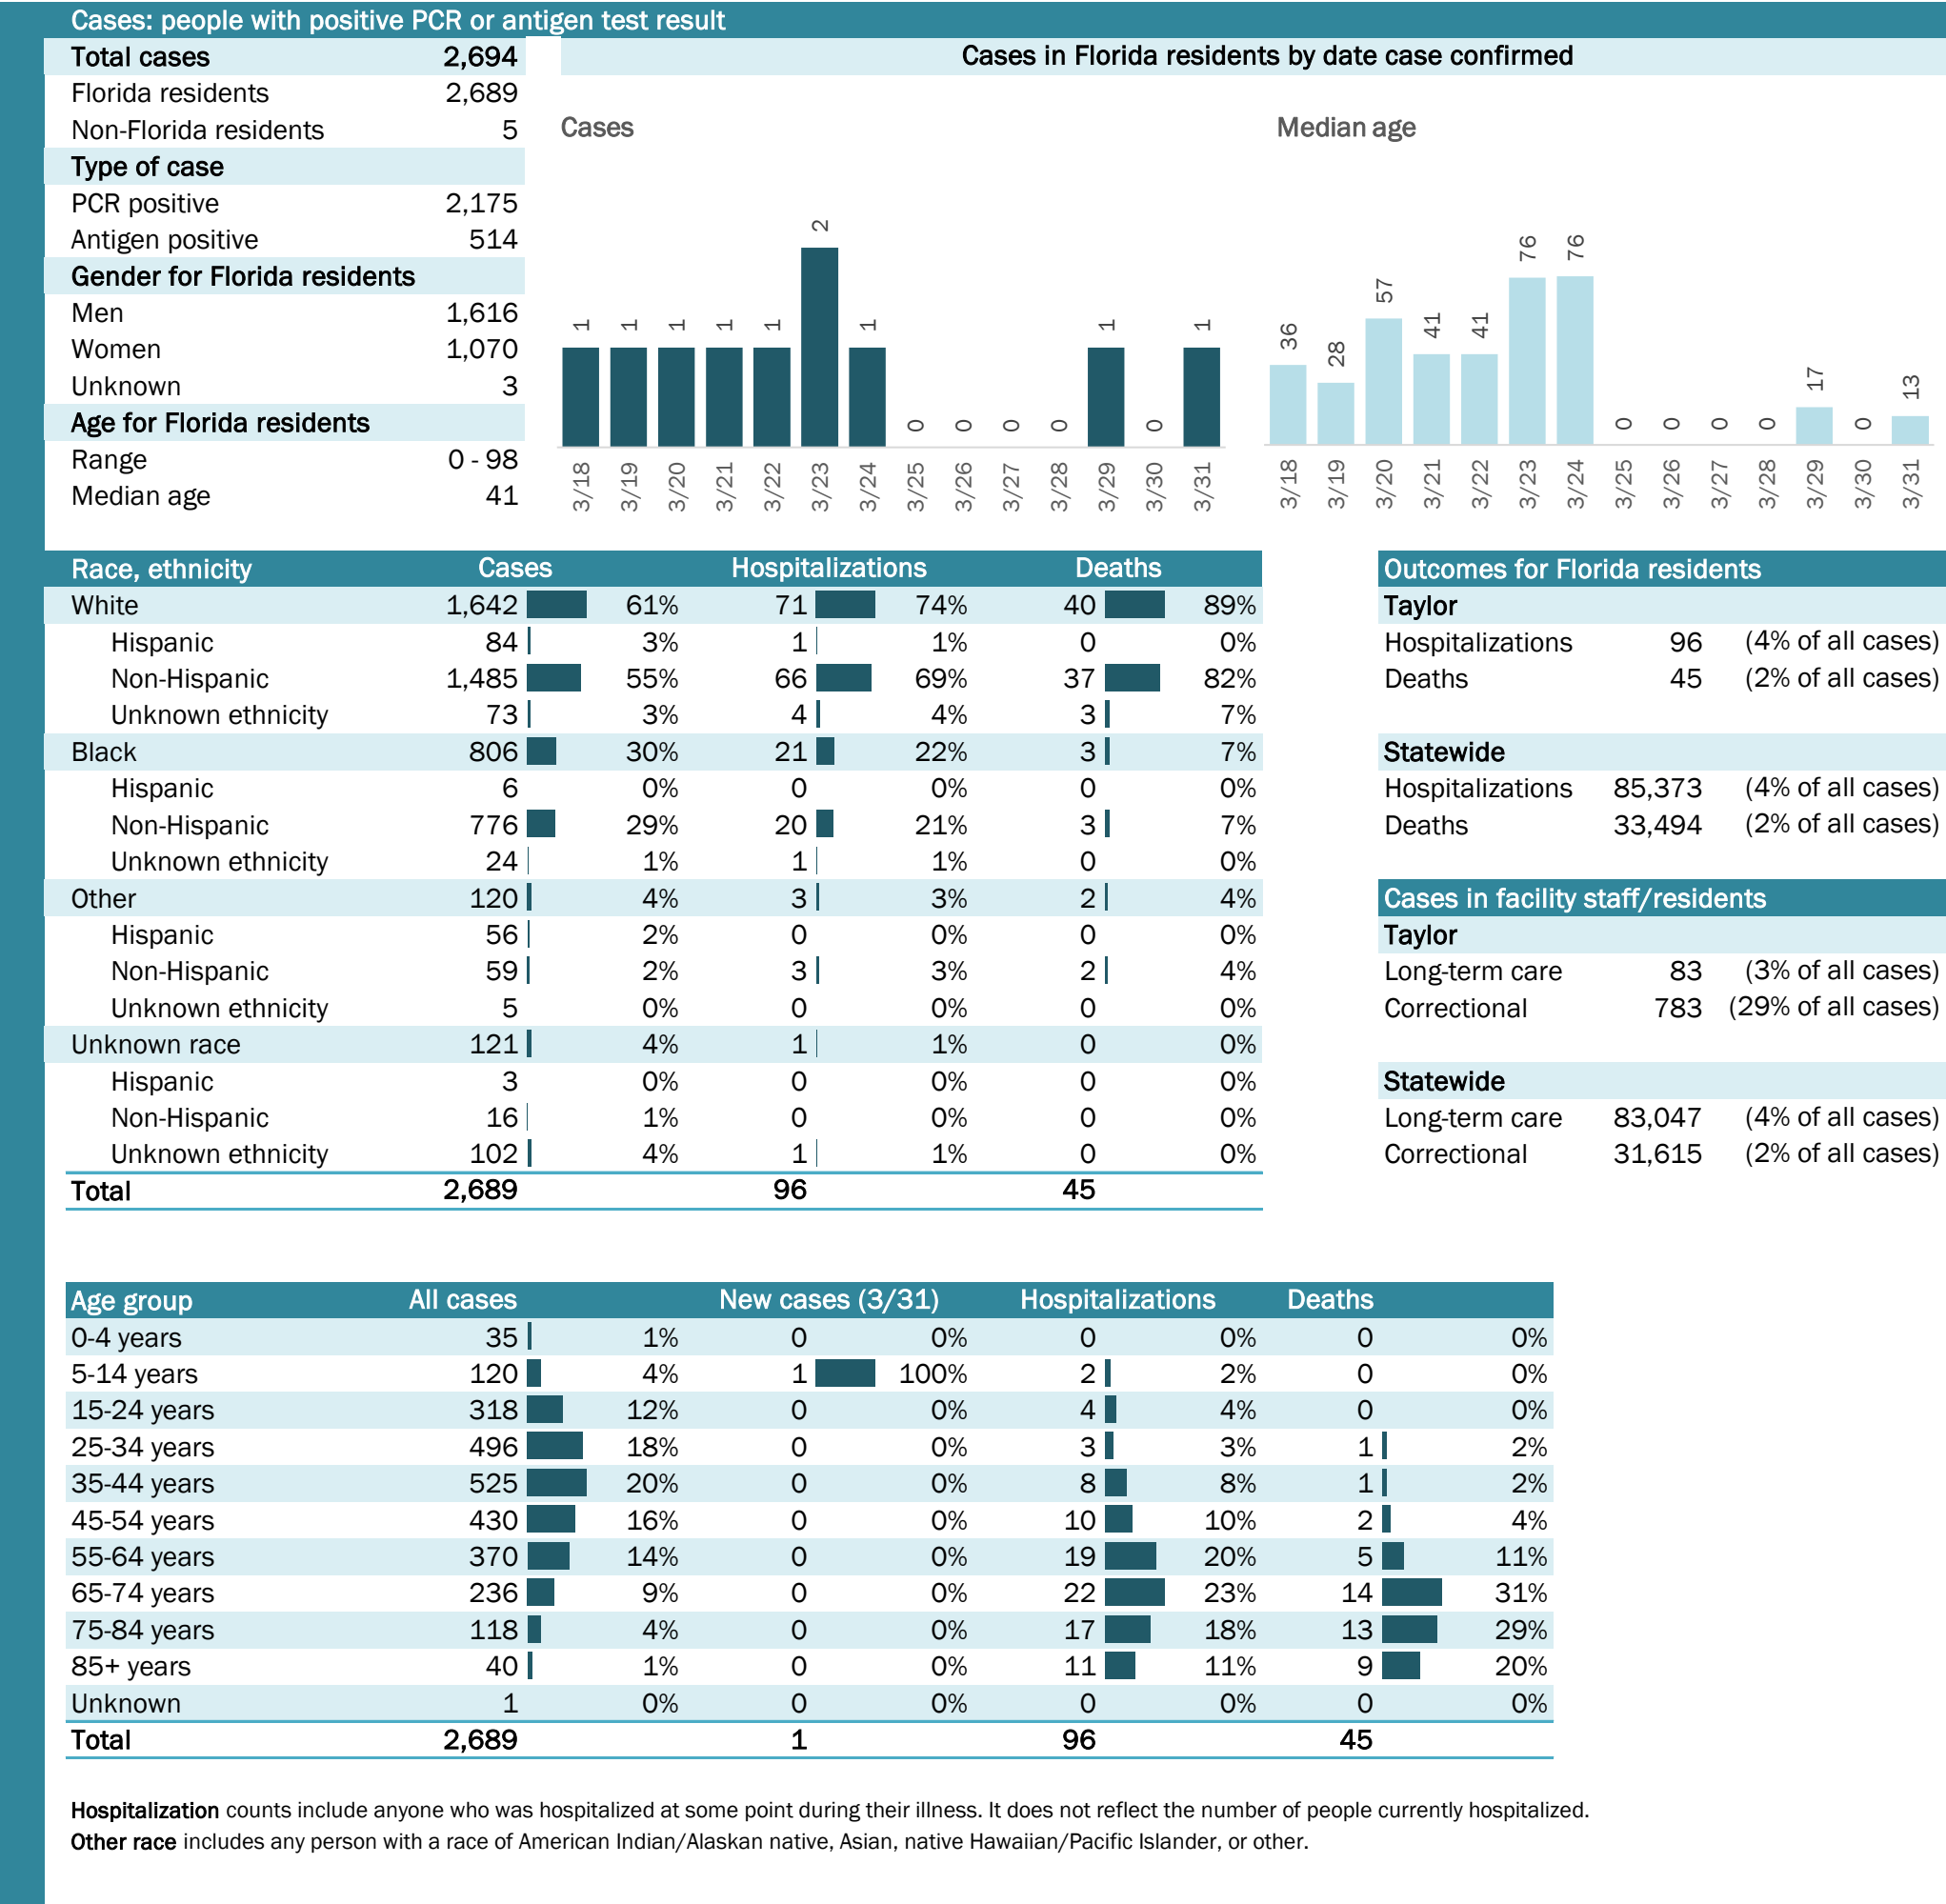 Cases: people with positive PCR or antigen test result
Total cases 2,694
Florida residents 2,689
Non-Florida residents 5
Type of case
PCR positive 2,175
Antigen positive 514
Gender for Florida residents
Men 1,616
Women 1,070
Unknown 3
Age for Florida residents
Range 0 - 98
Median age 41
Cases in Florida residents by date case confirmed
Cases
1 1 1 1 1 2 1 0 0 0 0 1 0 1
3/18 3/19 3/20 3/21 3/22 3/23 3/24 3/25 3/26 3/27 3/28 3/29 3/30 3/31
Median age
36 28 57 41 41 76 76 0 0 0 0 17 0 13
3/18 3/19 3/20 3/21 3/22 3/23 3/24 3/25 3/26 3/27 3/28 3/29 3/30 3/31
Race, ethnicity Cases Hospitalizations Deaths
White 1,642 61% 71 74% 40 89%
Hispanic 84 3% 1 1% 0 0%
Non-Hispanic 1,485 55% 66 69% 37 82%
Unknown ethnicity 73 3% 4 4% 3 7%
Black 806 30% 21 22% 3 7%
Hispanic 6 0% 0 0% 0 0%
Non-Hispanic 776 29% 20 21% 3 7%
Unknown ethnicity 24 1% 1 1% 0 0%
Other 120 4% 3 3% 2 4%
Hispanic 56 2% 0 0% 0 0%
Non-Hispanic 59 2% 3 3% 2 4%
Unknown ethnicity 5 0% 0 0% 0 0%
Unknown race 121 4% 1 1% 0 0%
Hispanic 3 0% 0 0% 0 0%
Non-Hispanic 16 1% 0 0% 0 0%
Unknown ethnicity 102 4% 1 1% 0 0%
Total 2,689 96 45
Outcomes for Florida residents
Taylor
Hospitalizations 96 (4% of all cases)
Deaths 45 (2% of all cases)
Statewide
Hospitalizations 85,373 (4% of all cases)
Deaths 33,494 (2% of all cases)
Cases in facility staff/residents
Taylor
Long-term care 83 (3% of all cases)
Correctional 783 (29% of all cases)
Statewide
Long-term care 83,047 (4% of all cases)
Correctional 31,615 (2% of all cases)
Age group All cases New cases (3/31) Hospitalizations Deaths
0-4 years 35 1% 0 0% 0 0% 0 0%
5-14 years 120 4% 1 100% 2 2% 0 0%
15-24 years 318 12% 0 0% 4 4% 0 0%
25-34 years 496 18% 0 0% 3 3% 1 2%
35-44 years 525 20% 0 0% 8 8% 1 2%
45-54 years 430 16% 0 0% 10 10% 2 4%
55-64 years 370 14% 0 0% 19 20% 5 11%
65-74 years 236 9% 0 0% 22 23% 14 31%
75-84 years 118 4% 0 0% 17 18% 13 29%
85+ years 40 1% 0 0% 11 11% 9 20%
Unknown 1 0% 0 0% 0 0% 0 0%
Total 2,689 1 96 45
Hospitalization counts include anyone who was hospitalized at some point during their illness. It does not reflect the number of people currently hospitalized.
Other race includes any person with a race of American Indian/Alaskan native, Asian, native Hawaiian/Pacific Islander, or other.